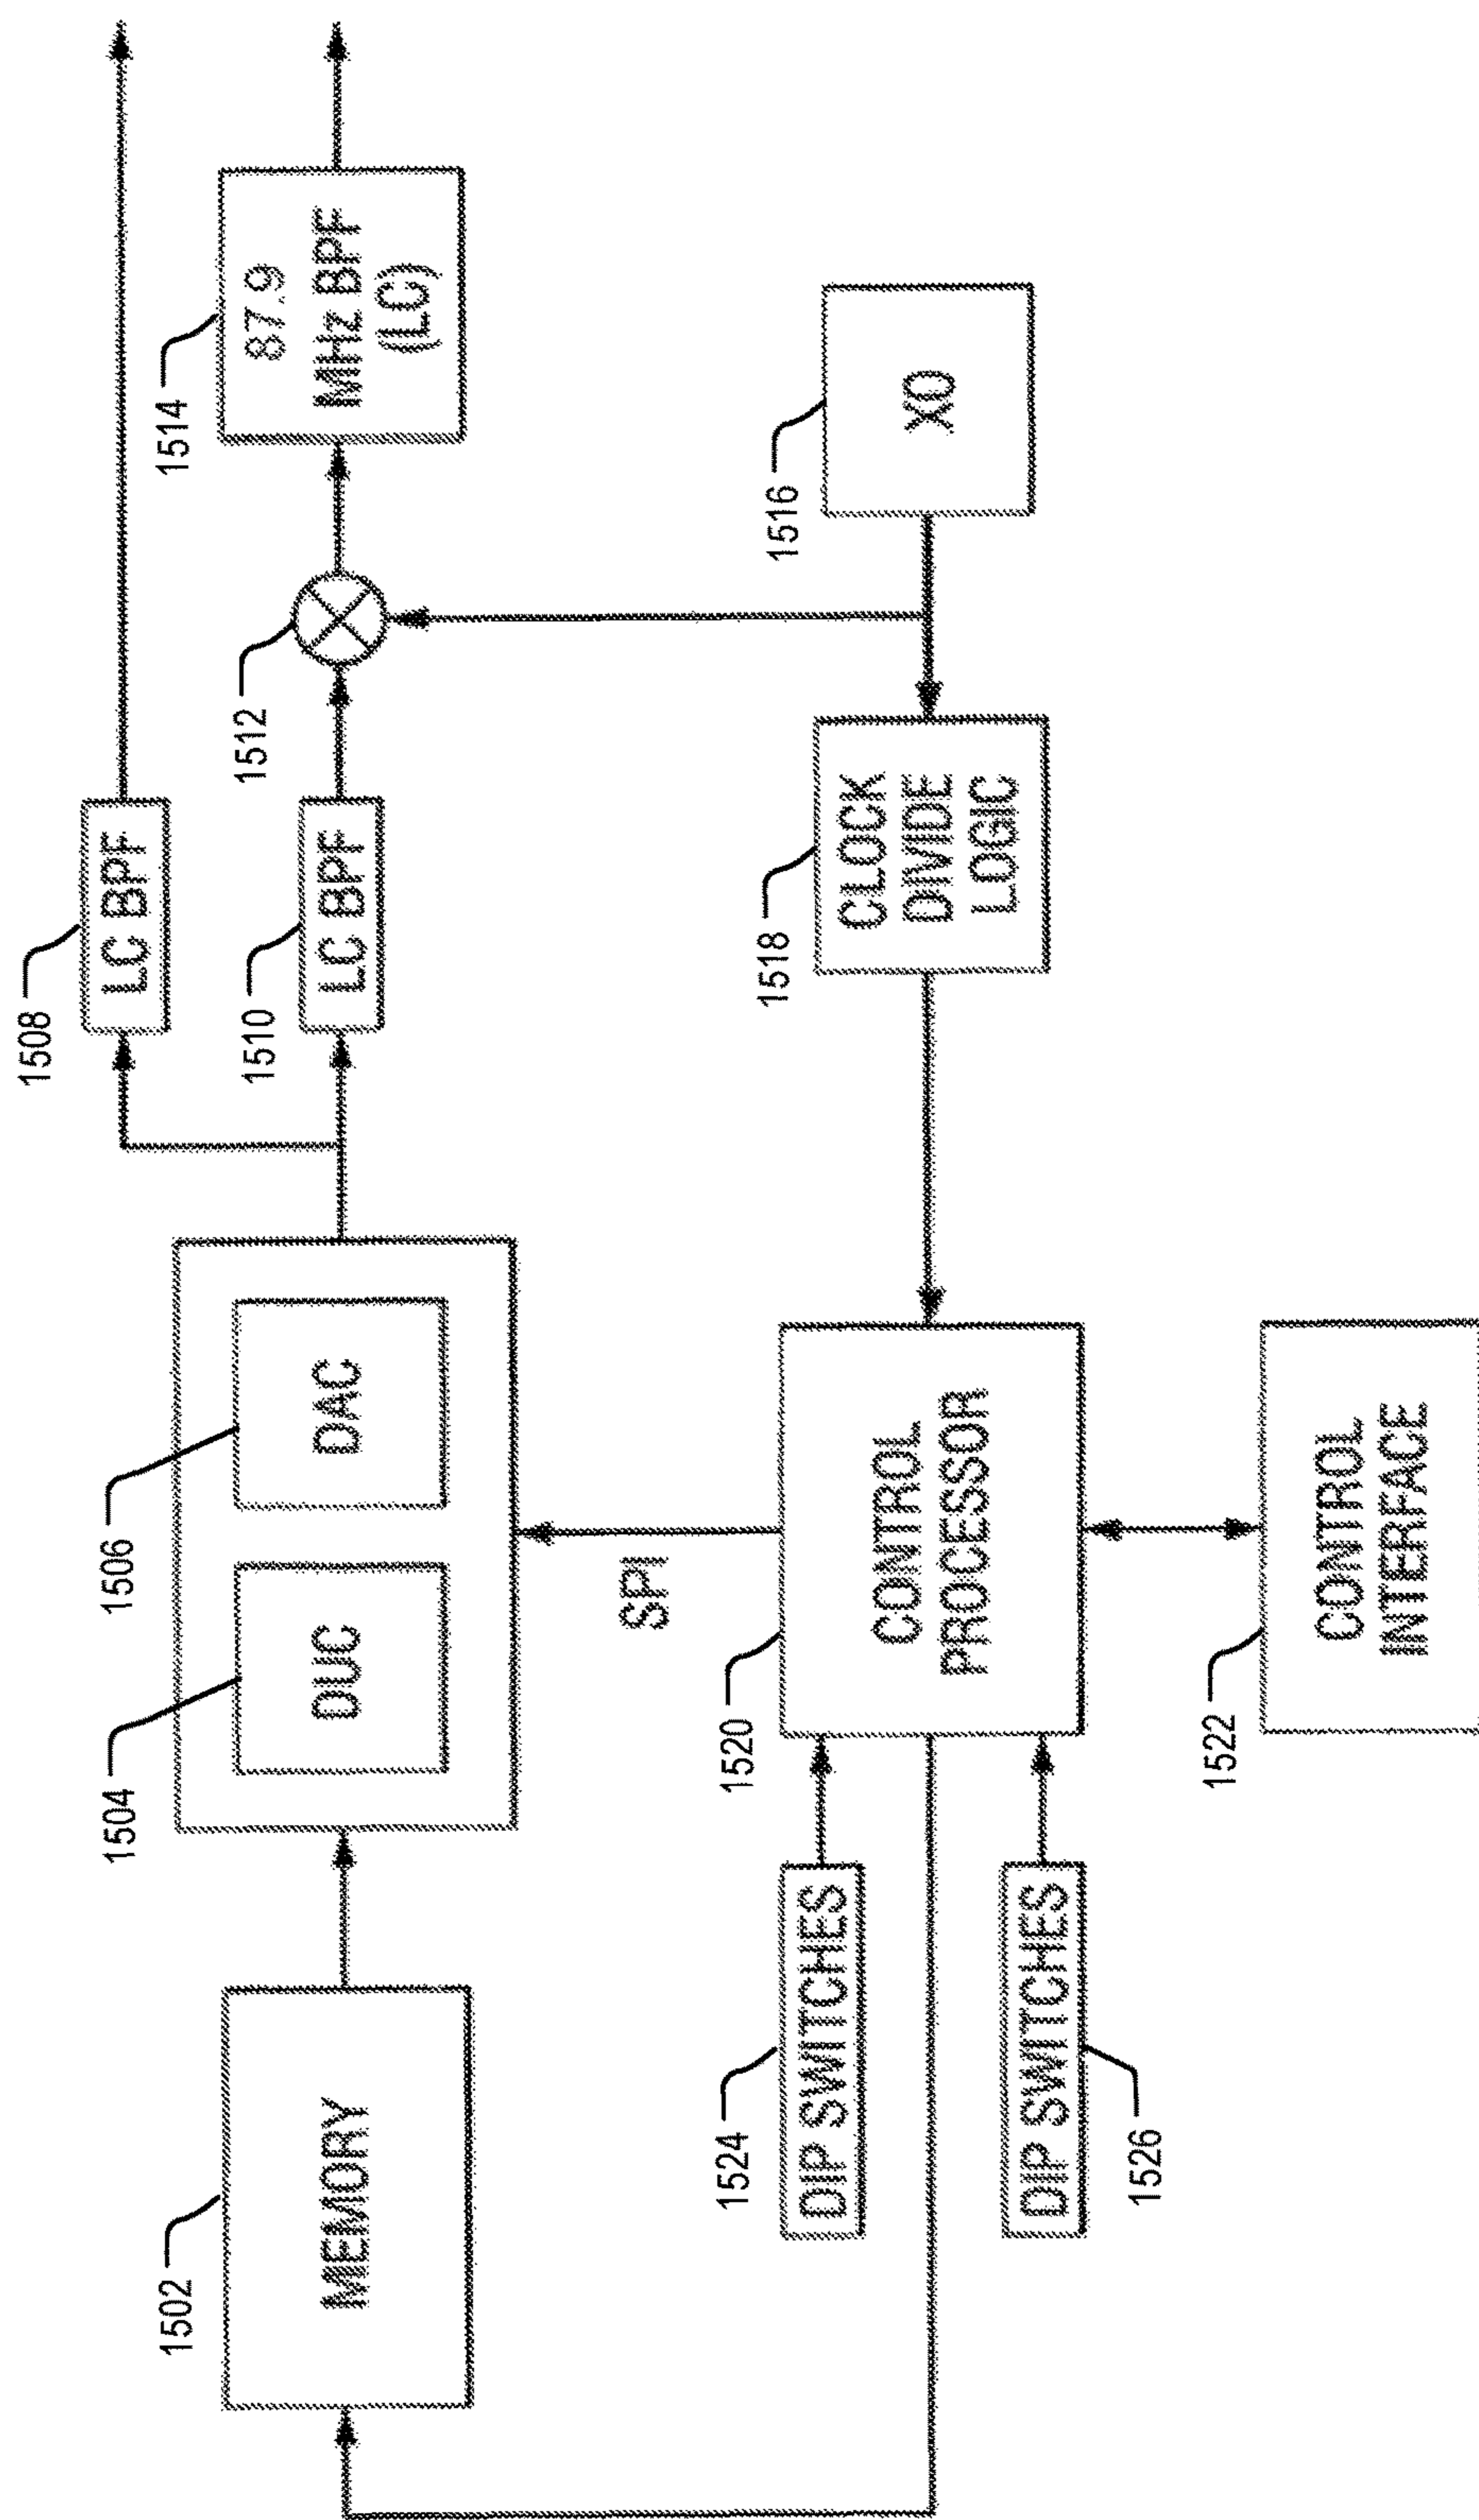 1502
MEMORY
1504
DUC
1506
DAC
1508
LC BPF
1510
LC BPF
1512
1514
87.9
MHz BPF
(LC)
SPI
1516
XO
1518
CLOCK
DIVIDE
LOGIC
1520
CONTROL
PROCESSOR
1524
DIP SWITCHES
1526
DIP SWITCHES
1522
CONTROL
INTERFACE